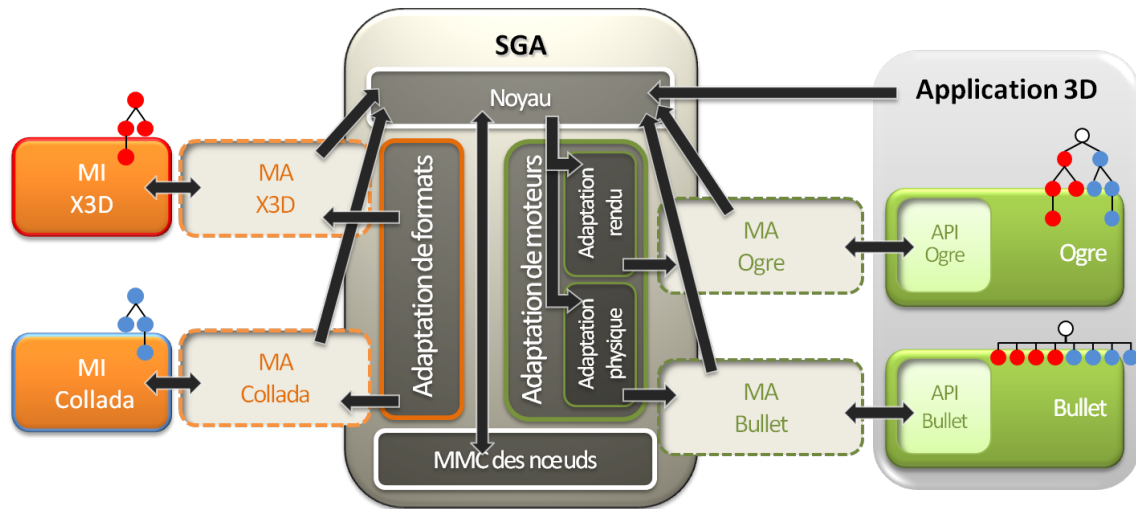 SGA
Noyau
Application 3D
MI
X3D
MA
X3D
Adaptation de formats
Adaptation de moteurs
Adaptation
rendu
MA
Ogre
API
Ogre
Ogre
MI
Collada
MA
Collada
Adaptation
physique
MA
Bullet
API
Bullet
Bullet
MMC des nœuds